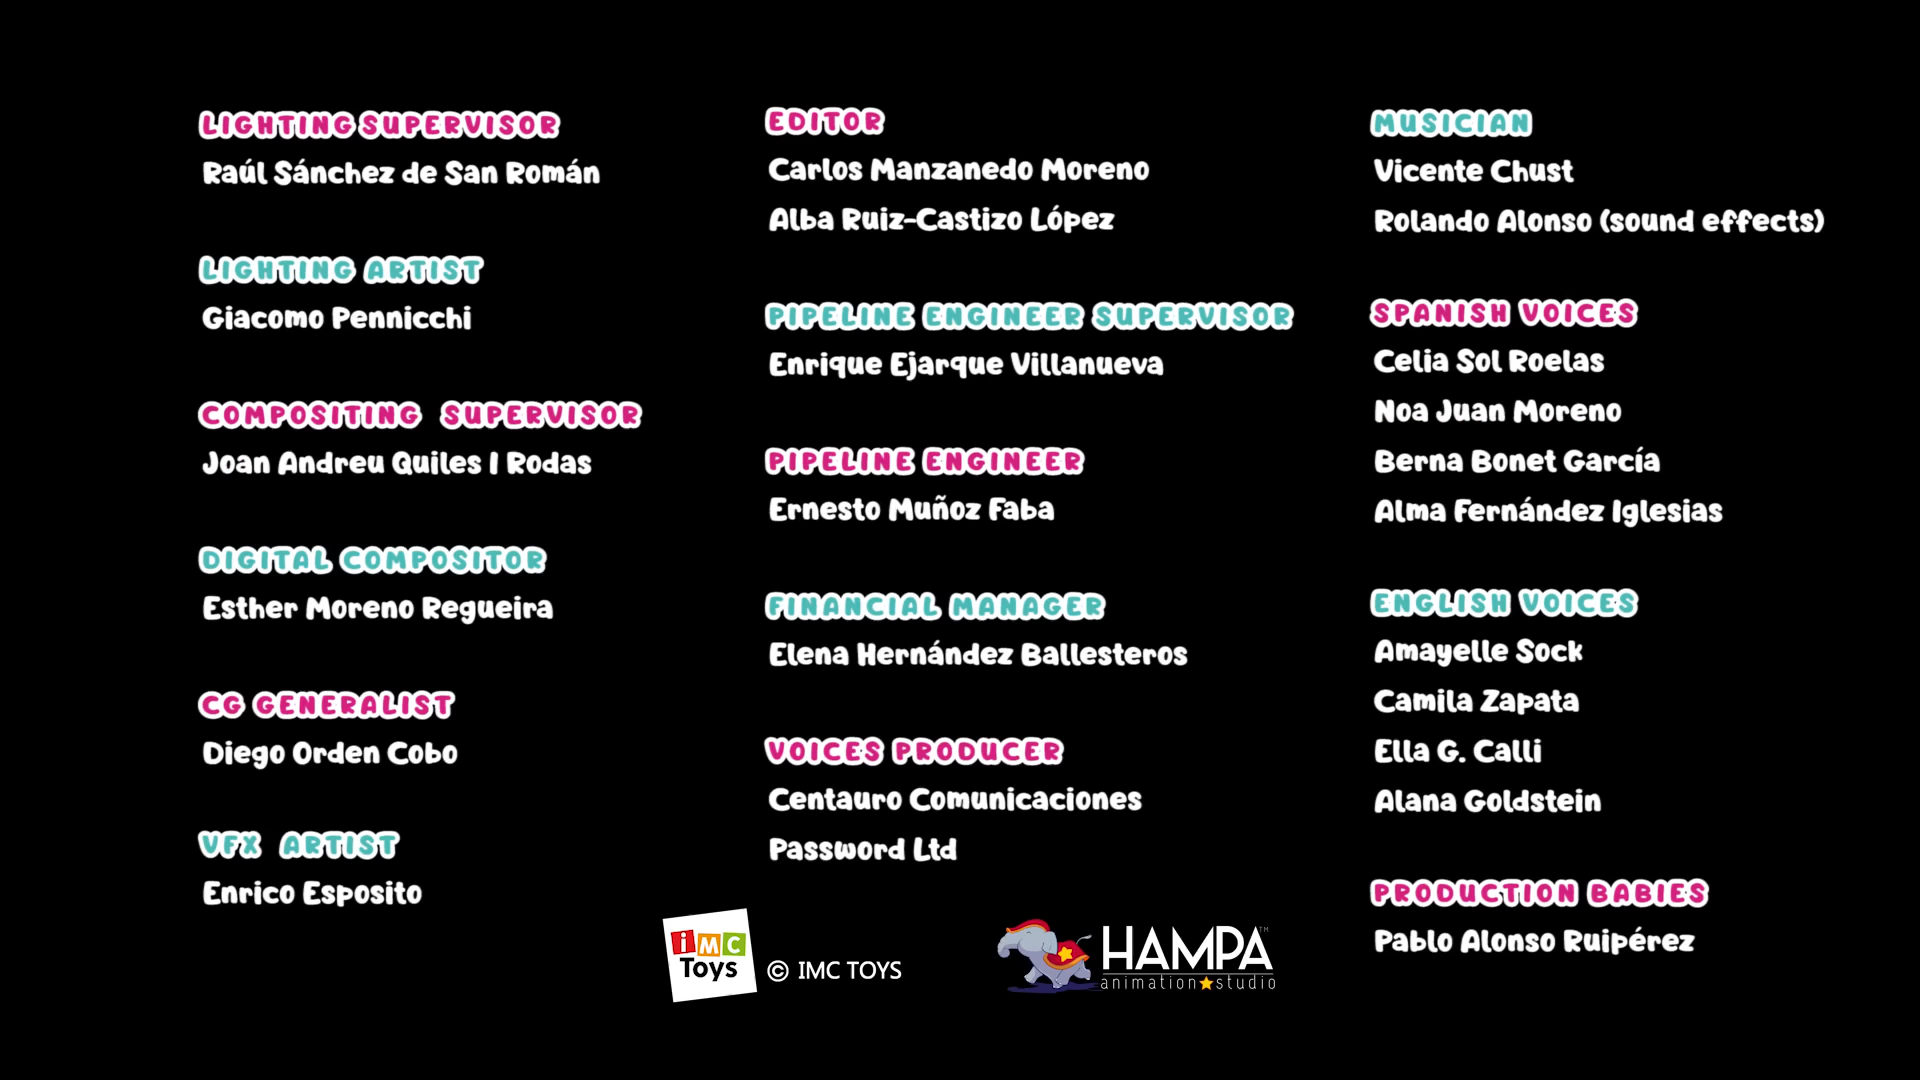 LIGHTING SUPERVISOR
Raúl Sánchez de San Román
LIGHTING ARTIST
Giacomo Pennicchi
COMPOSITING SUPERVISOR
Joan Andreu Quiles I Rodas
DIGITAL COMPOSITOR
Esther Moreno Regueira
CG GENERALIST
Diego Orden Cobo
VFX ARTIST
Enrico Esposito
EDITOR
Carlos Manzanedo Moreno
Alba Ruiz-Castizo López
PIPELINE ENGINEER SUPERVISOR
Enrique Ejarque Villanueva
PIPELINE ENGINEER
Ernesto Muñoz Faba
FINANCIAL MANAGER
Elena Hernández Ballesteros
VOICES PRODUCER
Centauro Comunicaciones
Password Ltd
MUSICIAN
Vicente Chust
Rolando Alonso (sound effects)
SPANISH VOICES
Celia Sol Roelas
Noa Juan Moreno
Berna Bonet García
Alma Fernández Iglesias
ENGLISH VOICES
Amayelle Sock
Camila Zapata
Ella G. Calli
Alana Goldstein
PRODUCTION BABIES
Pablo Alonso Ruipérez
iMC
Toys
© IMC TOYS
HAMPA™
animation studio